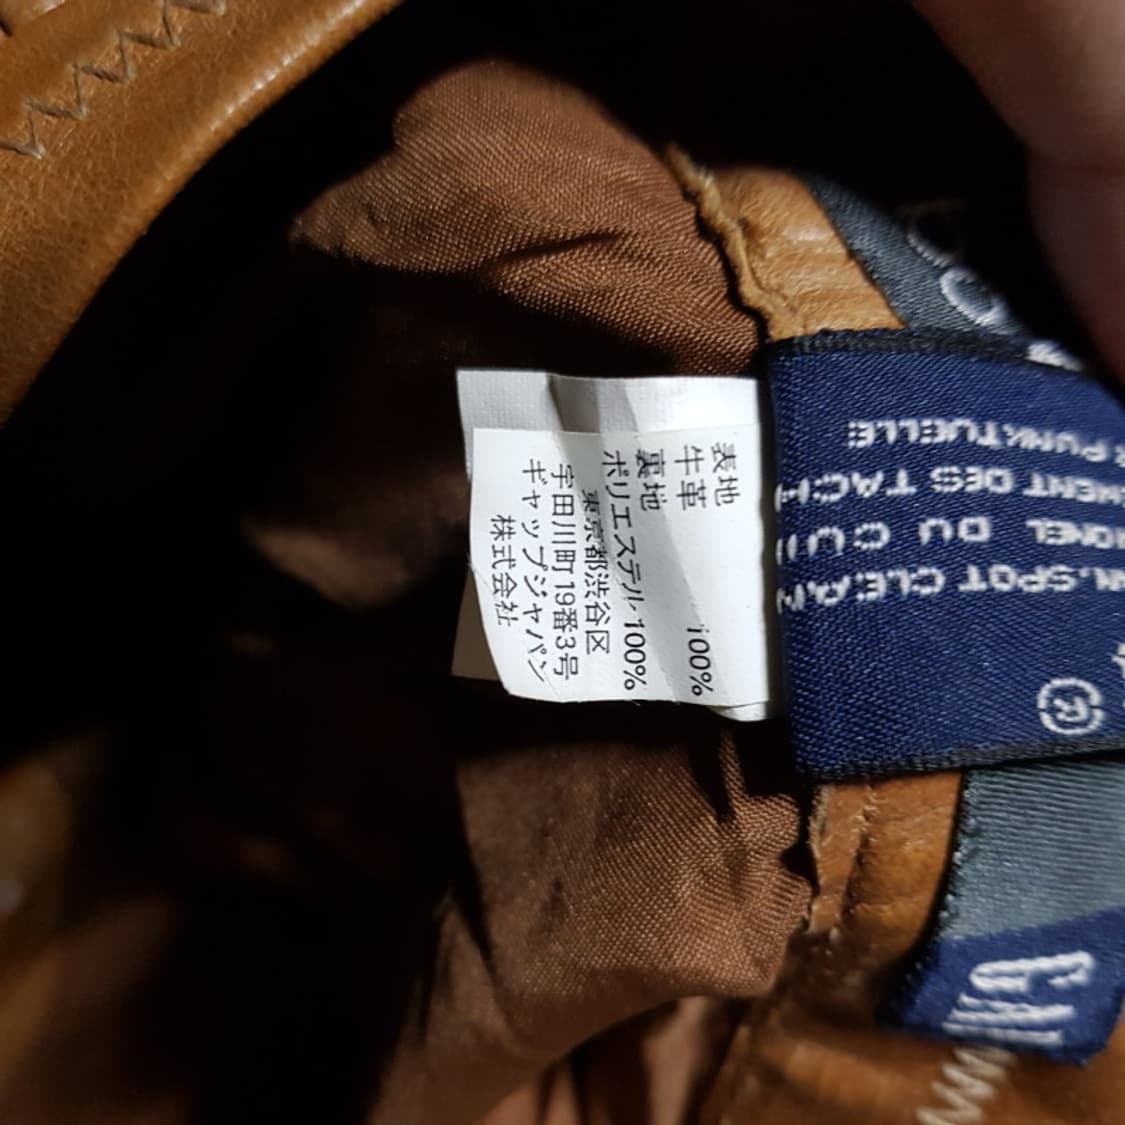 表地
牛革 100%
裏地
ポリエステル 100%
東京都渋谷区
宇田川町19番3号
ギャップジャパン
株式会社
PUNKTUELLE
MENT DES TACH
IONEL DU CUI
N.SPOT CLEAN
GAP